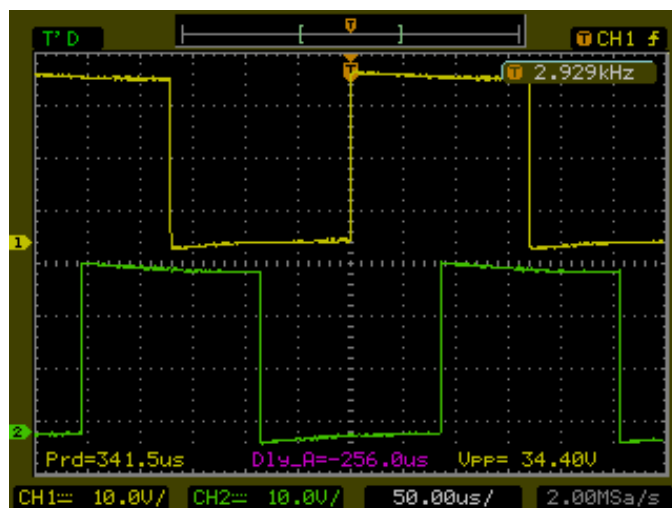 T'D T CH1
T 2.929kHz
T
1
2
Prd=341.5us Dly_A=-256.0us Vpp= 34.40V
CH1 10.0V/ CH2 10.0V/ 50.00us/ 2.00MSa/s